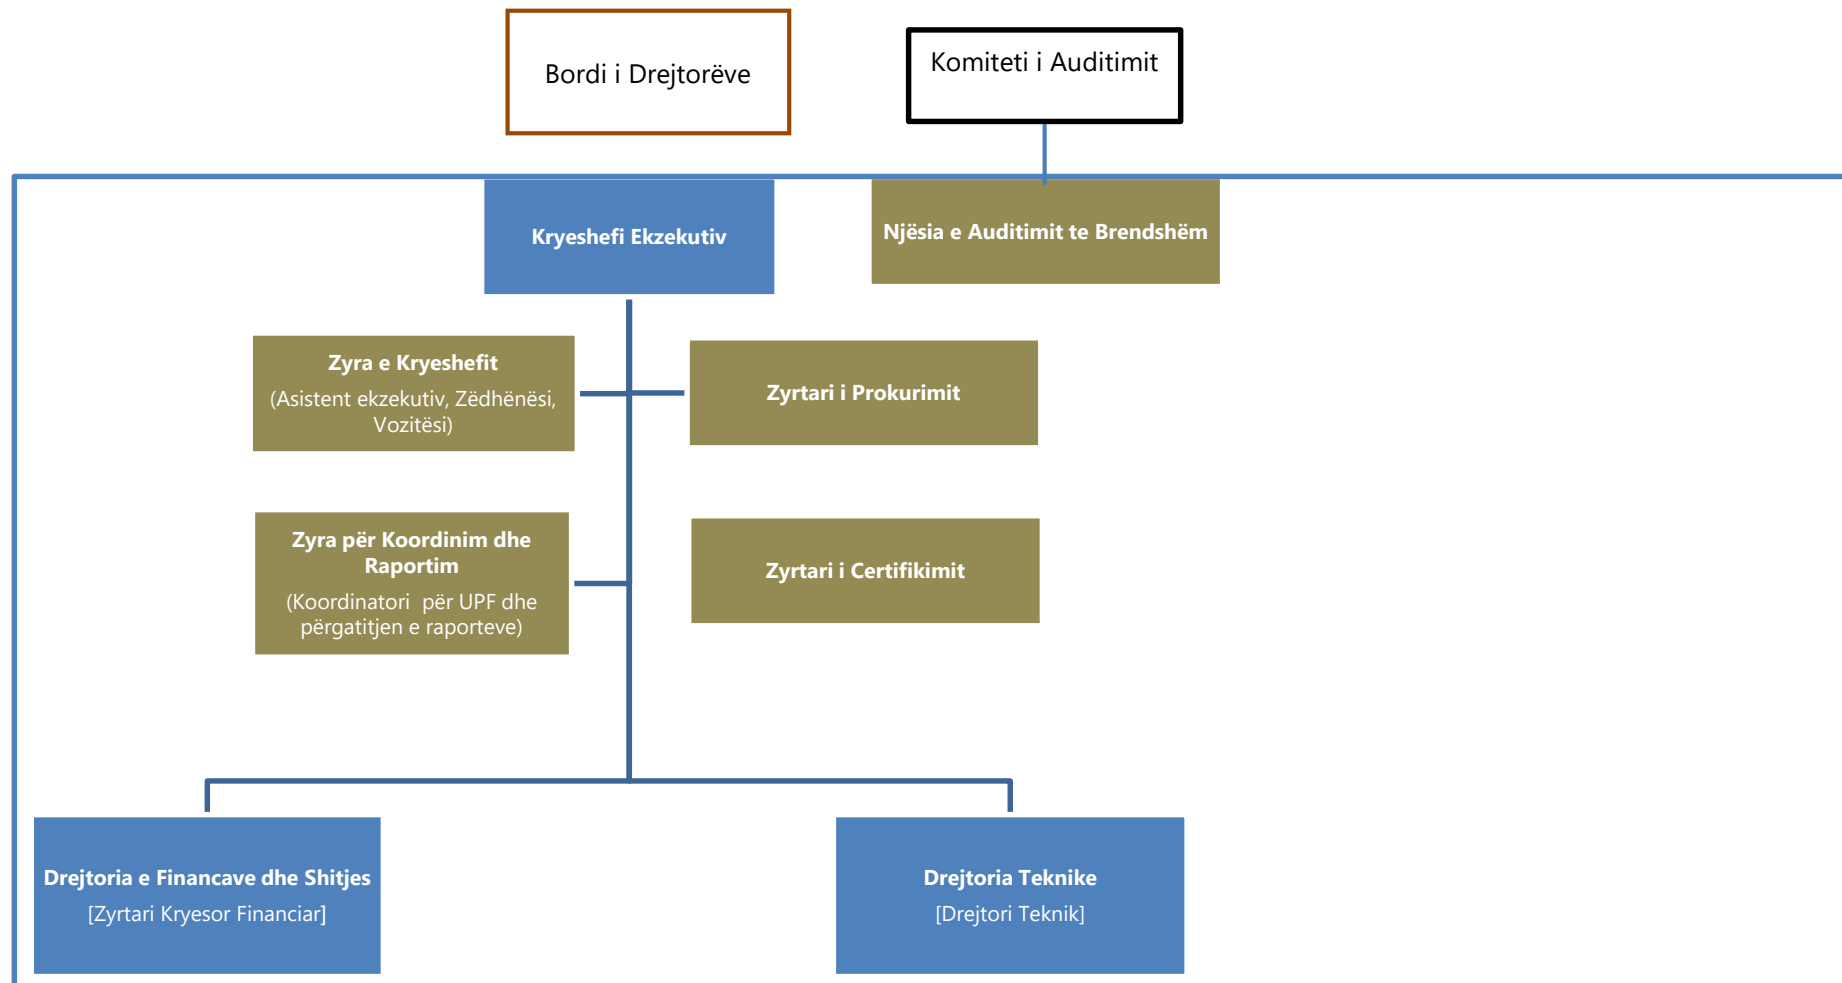 Bordi i Drejtorëve
Komiteti i Auditimit
Kryeshefi Ekzekutiv
Njësia e Auditimit te Brendshëm
Zyra e Kryeshefit
(Asistent ekzekutiv, Zëdhënësi,
Vozitësi)
Zyrtari i Prokurimit
Zyra për Koordinim dhe
Raportim
(Koordinatori  për UPF dhe
përgatitjen e raporteve)
Zyrtari i Certifikimit
Drejtoria e Financave dhe Shitjes
[Zyrtari Kryesor Financiar]
Drejtoria Teknike
[Drejtori Teknik]